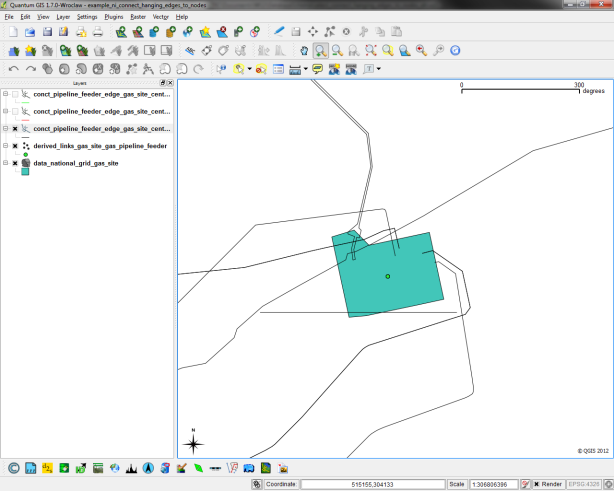 Quantum GIS 1.7.0-Wroclaw - example_ni_connect_hanging_edges_to_nodes
File Edit View Layer Settings Plugins Raster Vector Help
Layers
conct_pipeline_feeder_edge_gas_site_cent...
conct_pipeline_feeder_edge_gas_site_cent...
conct_pipeline_feeder_edge_gas_site_cent...
derived_links_gas_site_gas_pipeline_feeder
data_national_grid_gas_site
0 300
degrees
N
© QGIS 2012
Coordinate: 515155,304133 Scale 1:306806396 Render EPSG:4326